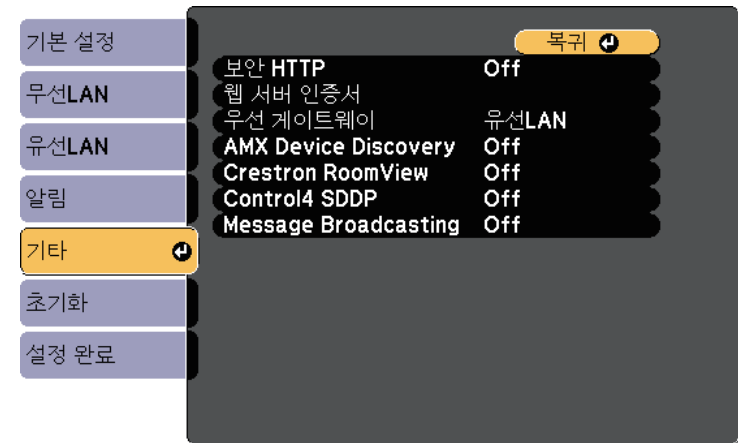 기본 설정
무선LAN
유선LAN
알림
기타
초기화
설정 완료
복귀
보안 HTTP Off
웹 서버 인증서
우선 게이트웨이 유선LAN
AMX Device Discovery Off
Crestron RoomView Off
Control4 SDDP Off
Message Broadcasting Off